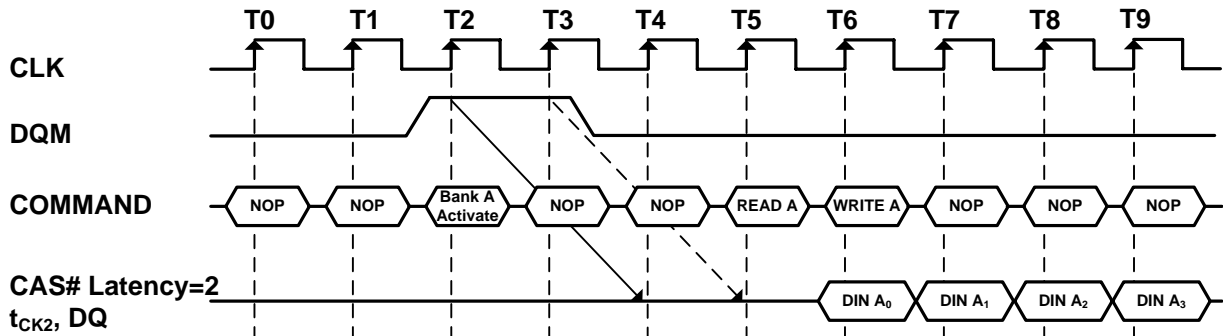 T0 T1 T2 T3 T4 T5 T6 T7 T8 T9
CLK
DQM
COMMAND NOP NOP Bank A Activate NOP NOP READ A WRITE A NOP NOP NOP
CAS# Latency=2
tCK2, DQ DIN A0 DIN A1 DIN A2 DIN A3